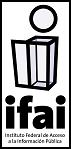 ifai
Instituto Federal de Acceso
a la Información Pública